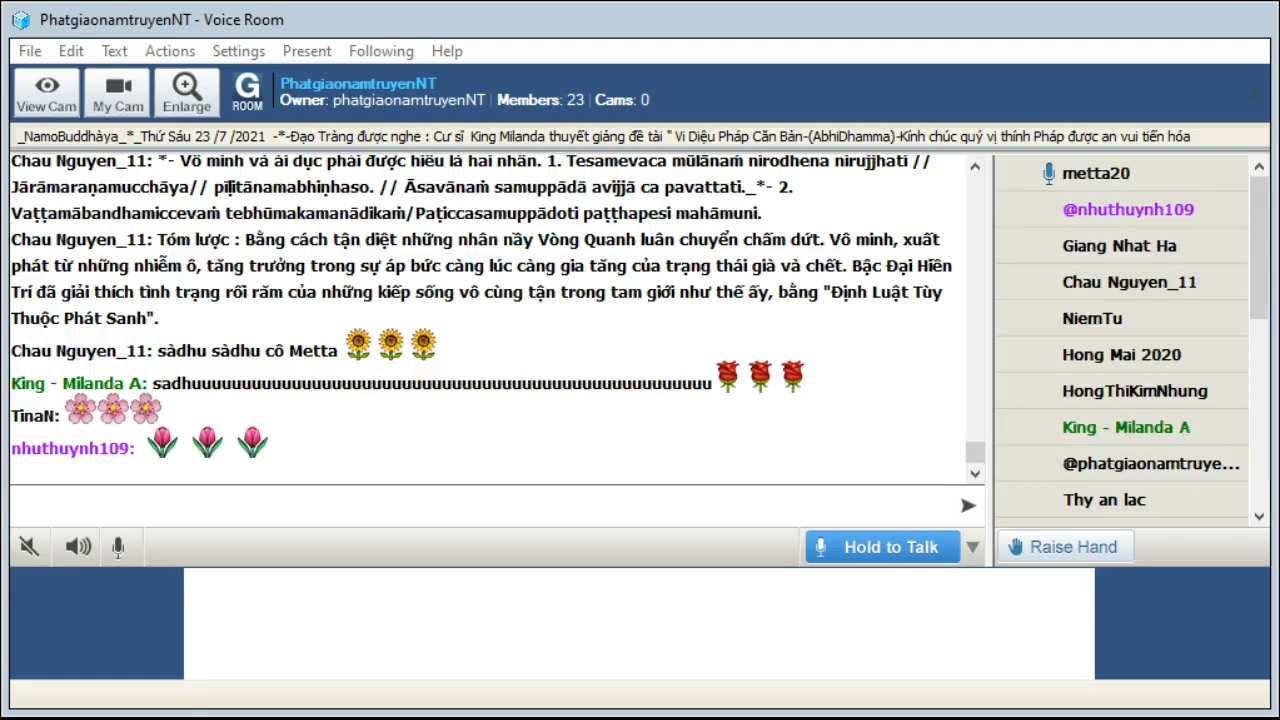 PhatgiaonamtruyenNT - Voice Room
File Edit Text Actions Settings Present Following Help
View Cam
My Cam
Enlarge
G
ROOM
PhatgiaonamtruyenNT
Owner: phatgiaonamtruyenNT | Members: 23 | Cams: 0
_NamoBuddhàya_*_Thứ Sáu 23 /7 /2021 -*-Đạo Tràng được nghe : Cư sĩ King Milanda thuyết giảng đề tài " Vi Diệu Pháp Căn Bản-(AbhiDhamma)-Kính chúc quý vị thính Pháp được an vui tiến hóa
Chau Nguyen_11: *- Vô minh và ái dục phải được hiểu là hai nhân. 1. Tesamevaca mūlānaṁ nirodhena nirujjhati //
Jārāmaraṇamucchāya// pīḷitānamabhiṇhaso. // Āsavānaṁ samuppādā avijjā ca pavattati._*- 2.
Vaṭṭamābandhamiccevaṁ tebhūmakamanādikaṁ/Paṭiccasamuppādoti paṭṭhapesi mahāmuni.
Chau Nguyen_11: Tóm lược : Bằng cách tận diệt những nhân nầy Vòng Quanh luân chuyển chấm dứt. Vô minh, xuất
phát từ những nhiễm ô, tăng trưởng trong sự áp bức càng lúc càng gia tăng của trạng thái già và chết. Bậc Đại Hiền
Trí đã giải thích tình trạng rối răm của những kiếp sống vô cùng tận trong tam giới như thế ấy, bằng "Định Luật Tùy
Thuộc Phát Sanh".
Chau Nguyen_11: sàdhu sàdhu cô Metta
King - Milanda A: sadhuuuuuuuuuuuuuuuuuuuuuuuuuuuuuuuuuuuuuuuuuuuuuuuuuuuu
TinaN:
nhuthuynh109:
metta20
@nhuthuynh109
Giang Nhat Ha
Chau Nguyen_11
NiemTu
Hong Mai 2020
HongThiKimNhung
King - Milanda A
@phatgiaonamtruye...
Thy an lac
Hold to Talk
Raise Hand